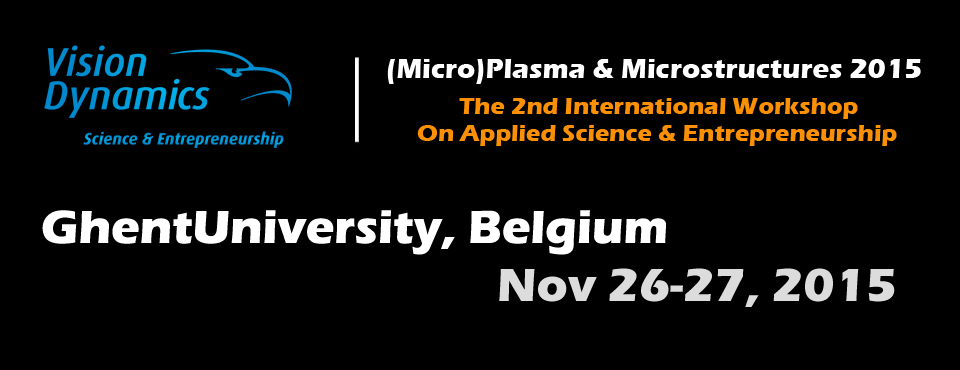 Vision
Dynamics
Science & Entrepreneurship
(Micro)Plasma & Microstructures 2015
The 2nd International Workshop
On Applied Science & Entrepreneurship
GhentUniversity, Belgium
Nov 26-27, 2015